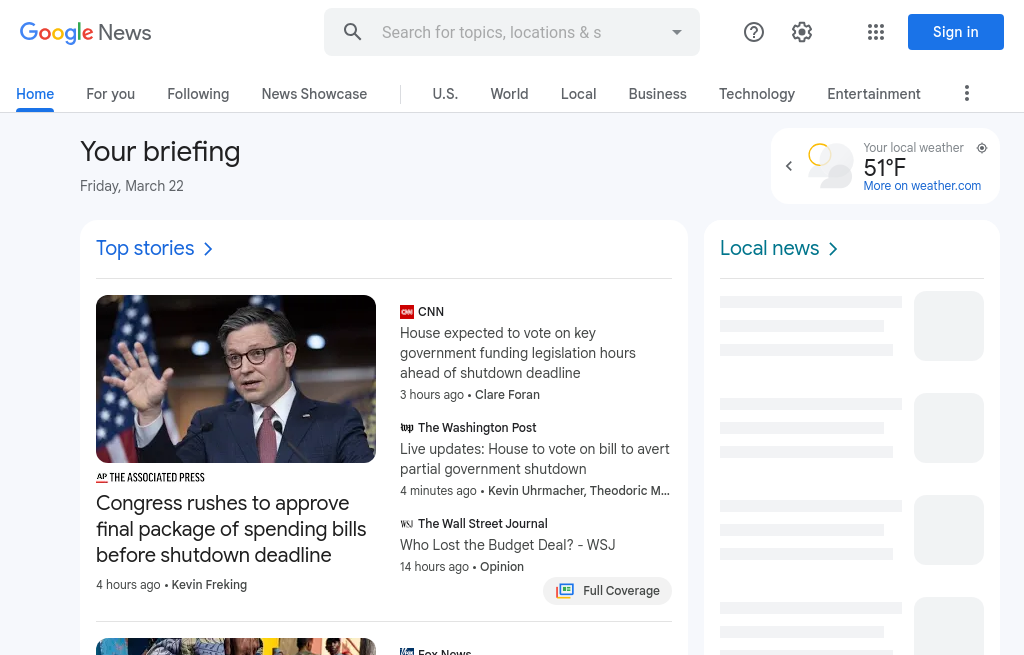 Google News
Search for topics, locations & s
Sign in
Home
For you
Following
News Showcase
U.S.
World
Local
Business
Technology
Entertainment
Your briefing
Friday, March 22
Your local weather
51°F
More on weather.com
Top stories
Local news
AP THE ASSOCIATED PRESS
Congress rushes to approve
final package of spending bills
before shutdown deadline
4 hours ago • Kevin Freking
CNN
House expected to vote on key
government funding legislation hours
ahead of shutdown deadline
3 hours ago • Clare Foran
wp The Washington Post
Live updates: House to vote on bill to avert
partial government shutdown
4 minutes ago • Kevin Uhrmacher, Theodoric M...
WSJ The Wall Street Journal
Who Lost the Budget Deal? - WSJ
14 hours ago • Opinion
Full Coverage
Fox News